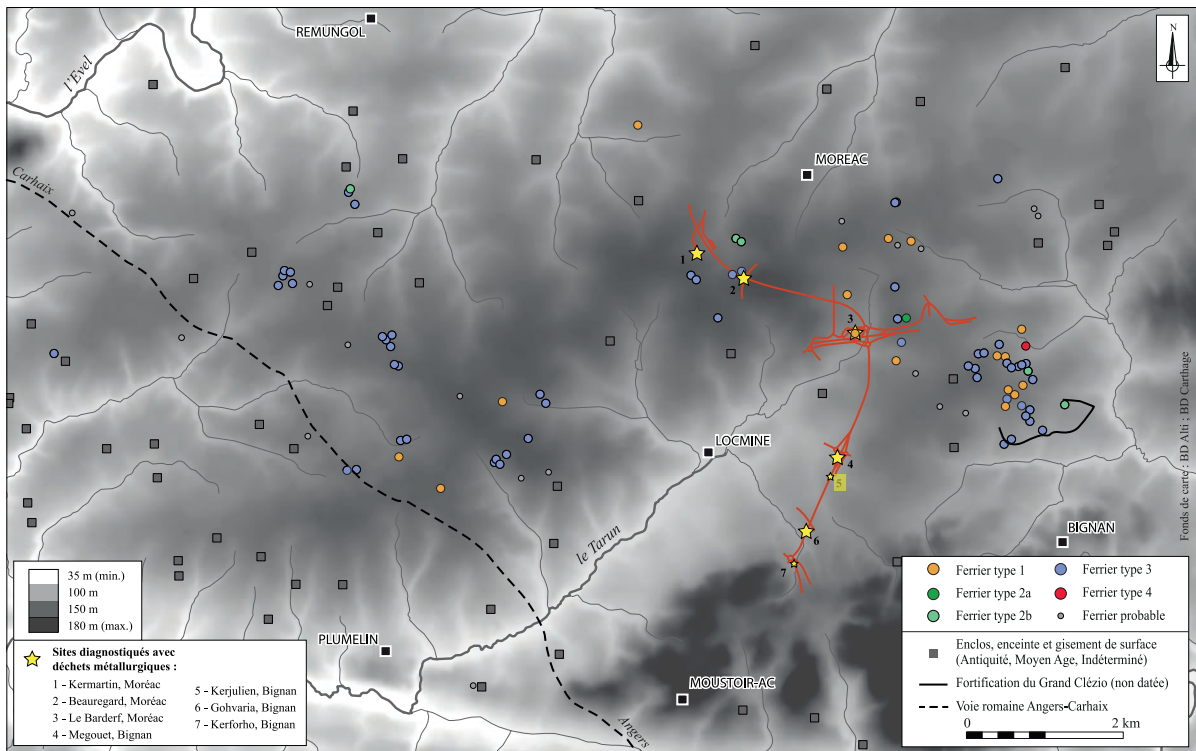 REMUNGOL
N
l'Evel
MOREAC
Carhaix
1
2
3
LOCMINE
4
5
le Tarun
6
7
BIGNAN
Fonds de carte : BD Alti ; BD Carthage
PLUMELIN
MOUSTOIR-AC
Angers
35 m (min.)
100 m
150 m
180 m (max.)
Sites diagnostiqués avec
déchets métallurgiques :
1 - Kermartin, Moréac
2 - Beauregard, Moréac
3 - Le Barderf, Moréac
4 - Megouet, Bignan
5 - Kerjulien, Bignan
6 - Gohvaria, Bignan
7 - Kerforho, Bignan
Ferrier type 1
Ferrier type 2a
Ferrier type 2b
Ferrier type 3
Ferrier type 4
Ferrier probable
Enclos, enceinte et gisement de surface
(Antiquité, Moyen Age, Indéterminé)
Fortification du Grand Clézio (non datée)
Voie romaine Angers-Carhaix
0 2 km